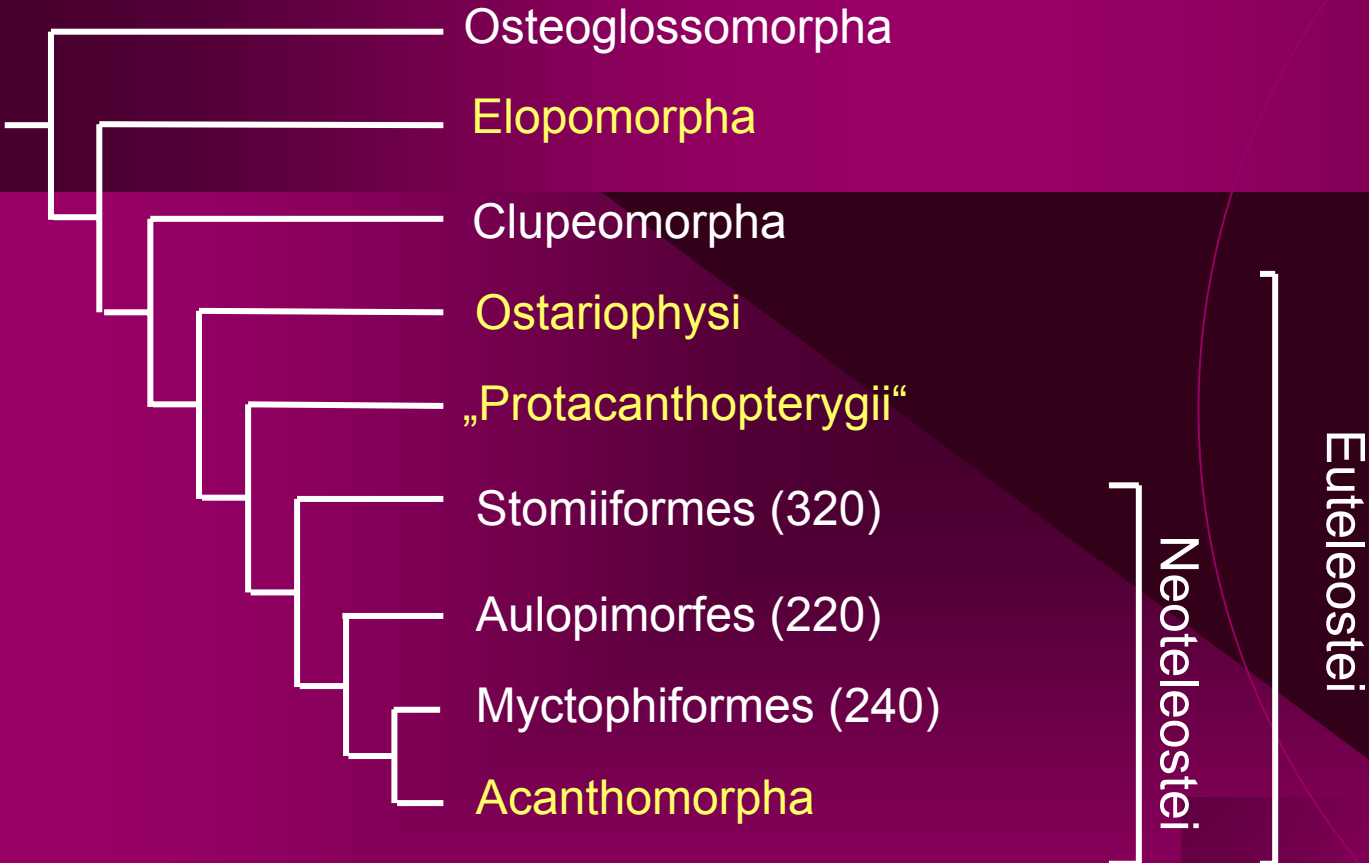 Osteoglossomorpha
Elopomorpha
Clupeomorpha
Ostariophysi
„Protacanthopterygii“
Stomiiformes (320)
Aulopimorfes (220)
Myctophiformes (240)
Acanthomorpha
Neoteleostei
Euteleostei